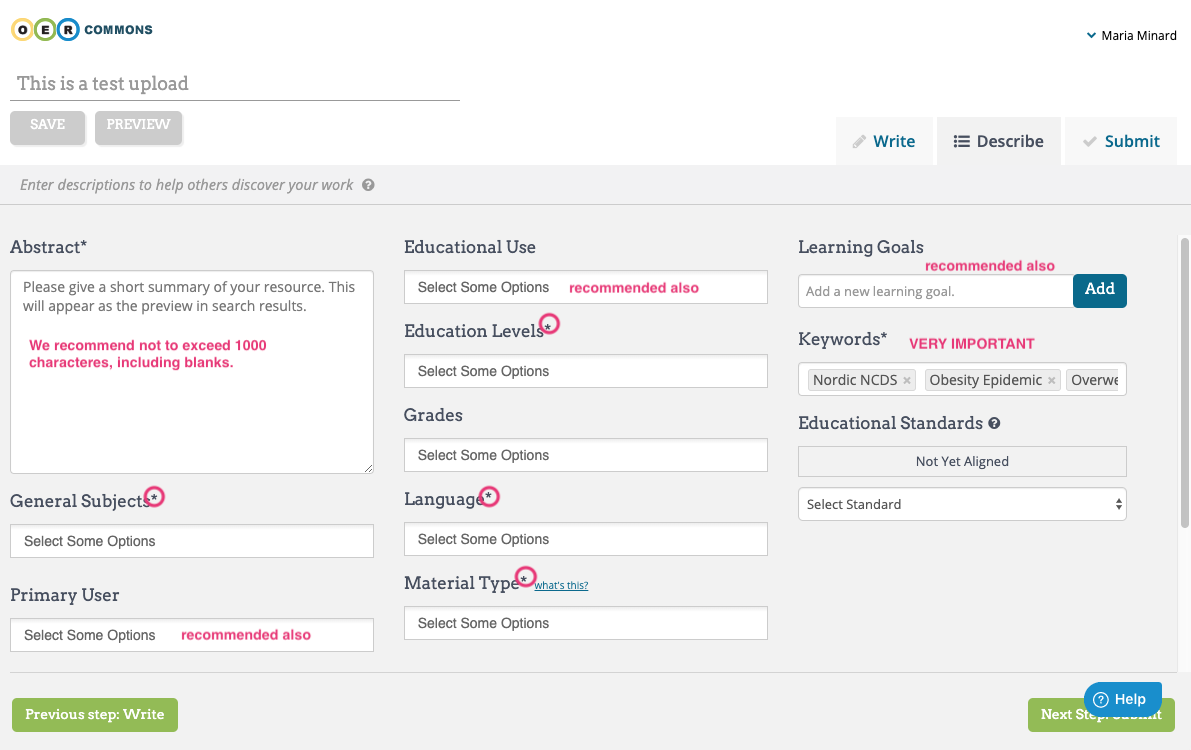 O E R COMMONS
Maria Minard
This is a test upload
SAVE PREVIEW
Write Describe Submit
Enter descriptions to help others discover your work ?
Abstract*
Please give a short summary of your resource. This
will appear as the preview in search results.
We recommend not to exceed 1000
characteres, including blanks.
General Subjects*
Select Some Options
Primary User
Select Some Options recommended also
Educational Use
Select Some Options recommended also
Education Levels*
Select Some Options
Grades
Select Some Options
Language*
Select Some Options
Material Type* what's this?
Select Some Options
Learning Goals
recommended also
Add a new learning goal. Add
Keywords* VERY IMPORTANT
Nordic NCDS × Obesity Epidemic × Overwe
Educational Standards ?
Not Yet Aligned
Select Standard
Previous step: Write
? Help
Next Step: Submit